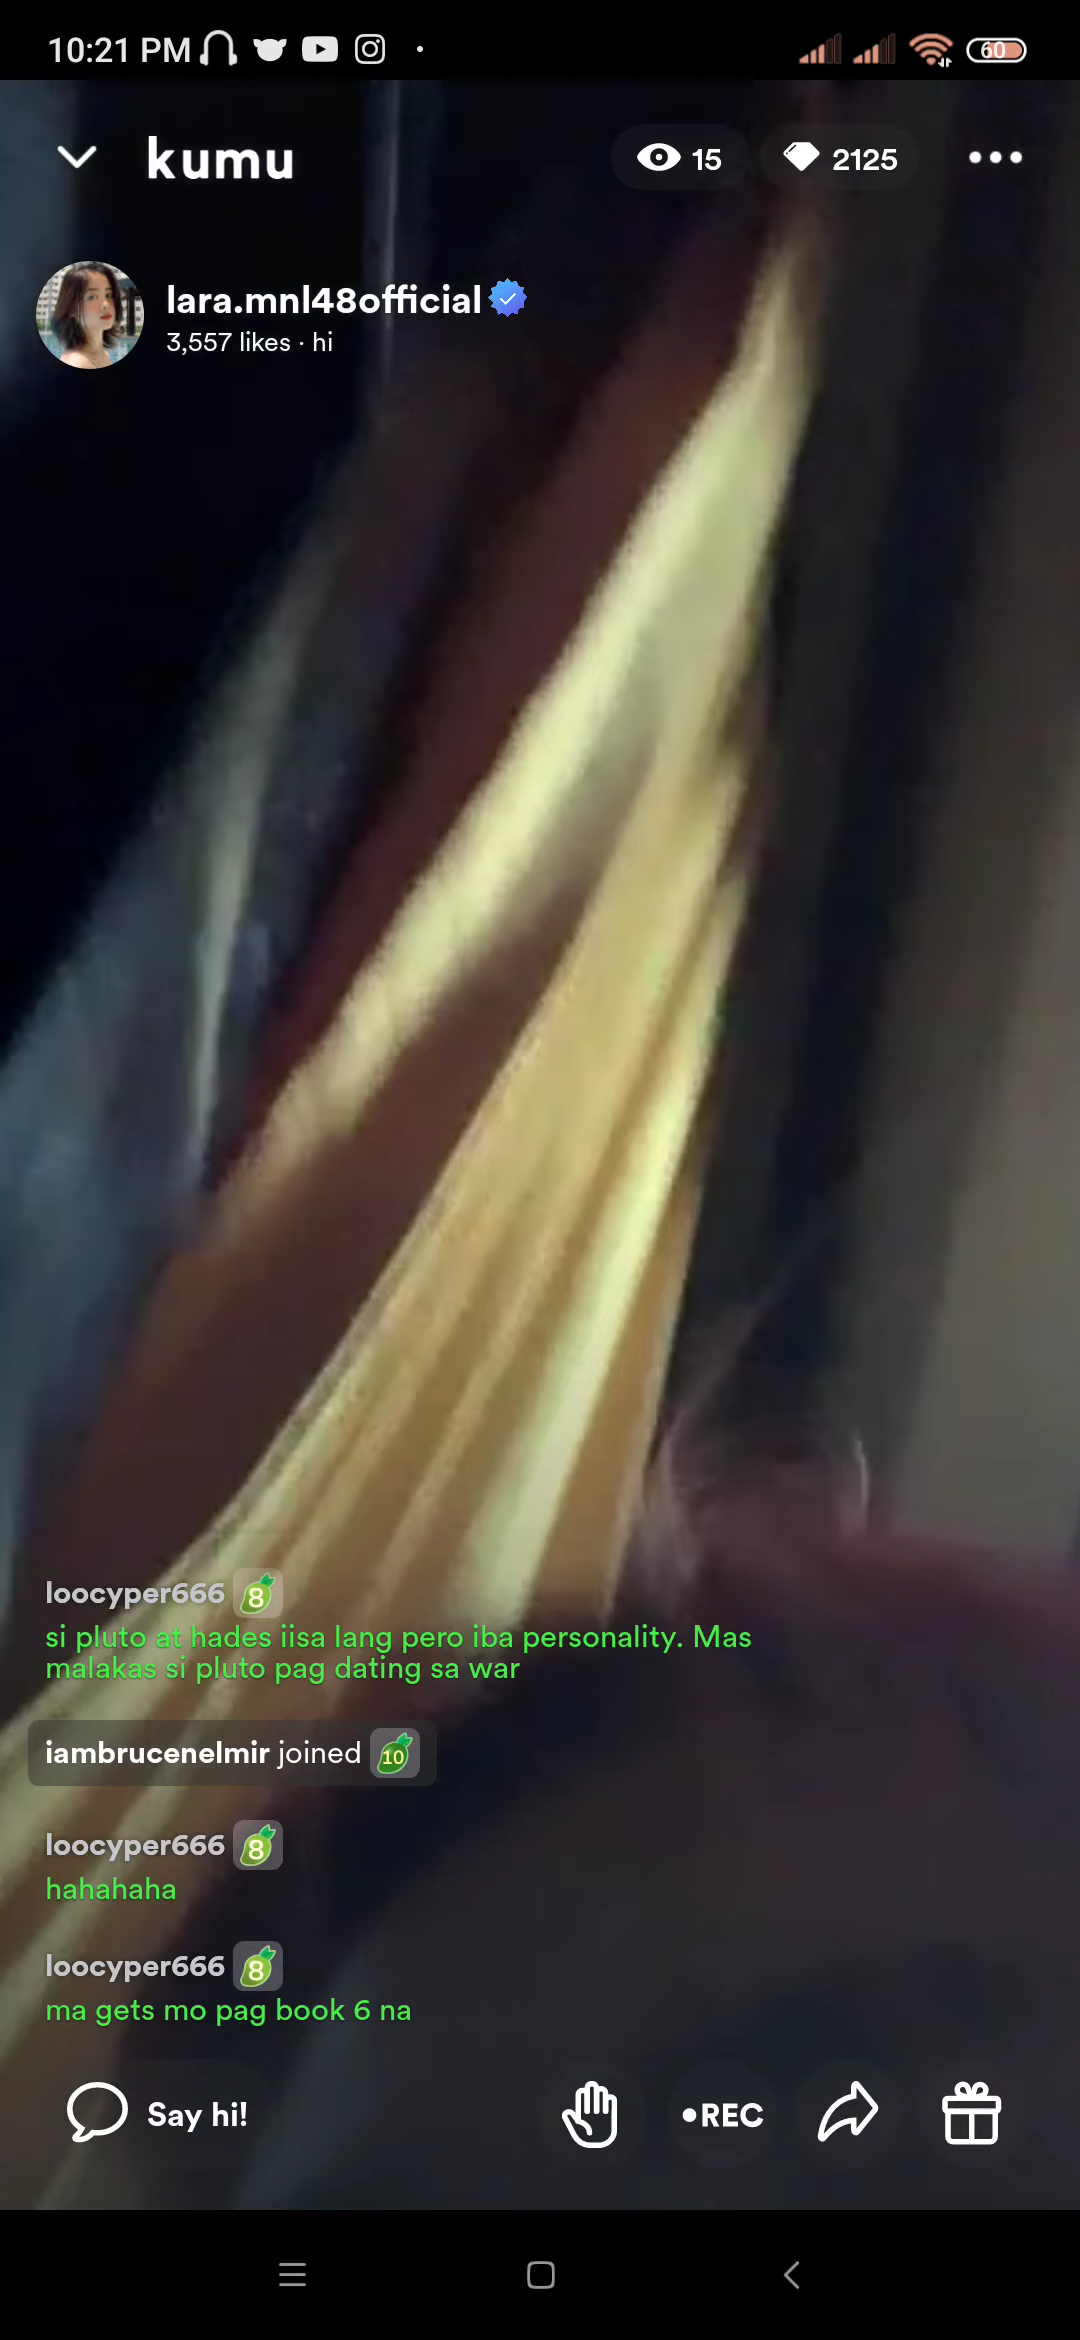 10:21 PM
60
kumu
15
2125
lara.mnl48official
3,557 likes · hi
loocyper666 8
si pluto at hades iisa lang pero iba personality. Mas
malakas si pluto pag dating sa war
iambrucenelmir joined 10
loocyper666 8
hahahaha
loocyper666 8
ma gets mo pag book 6 na
Say hi!
•REC